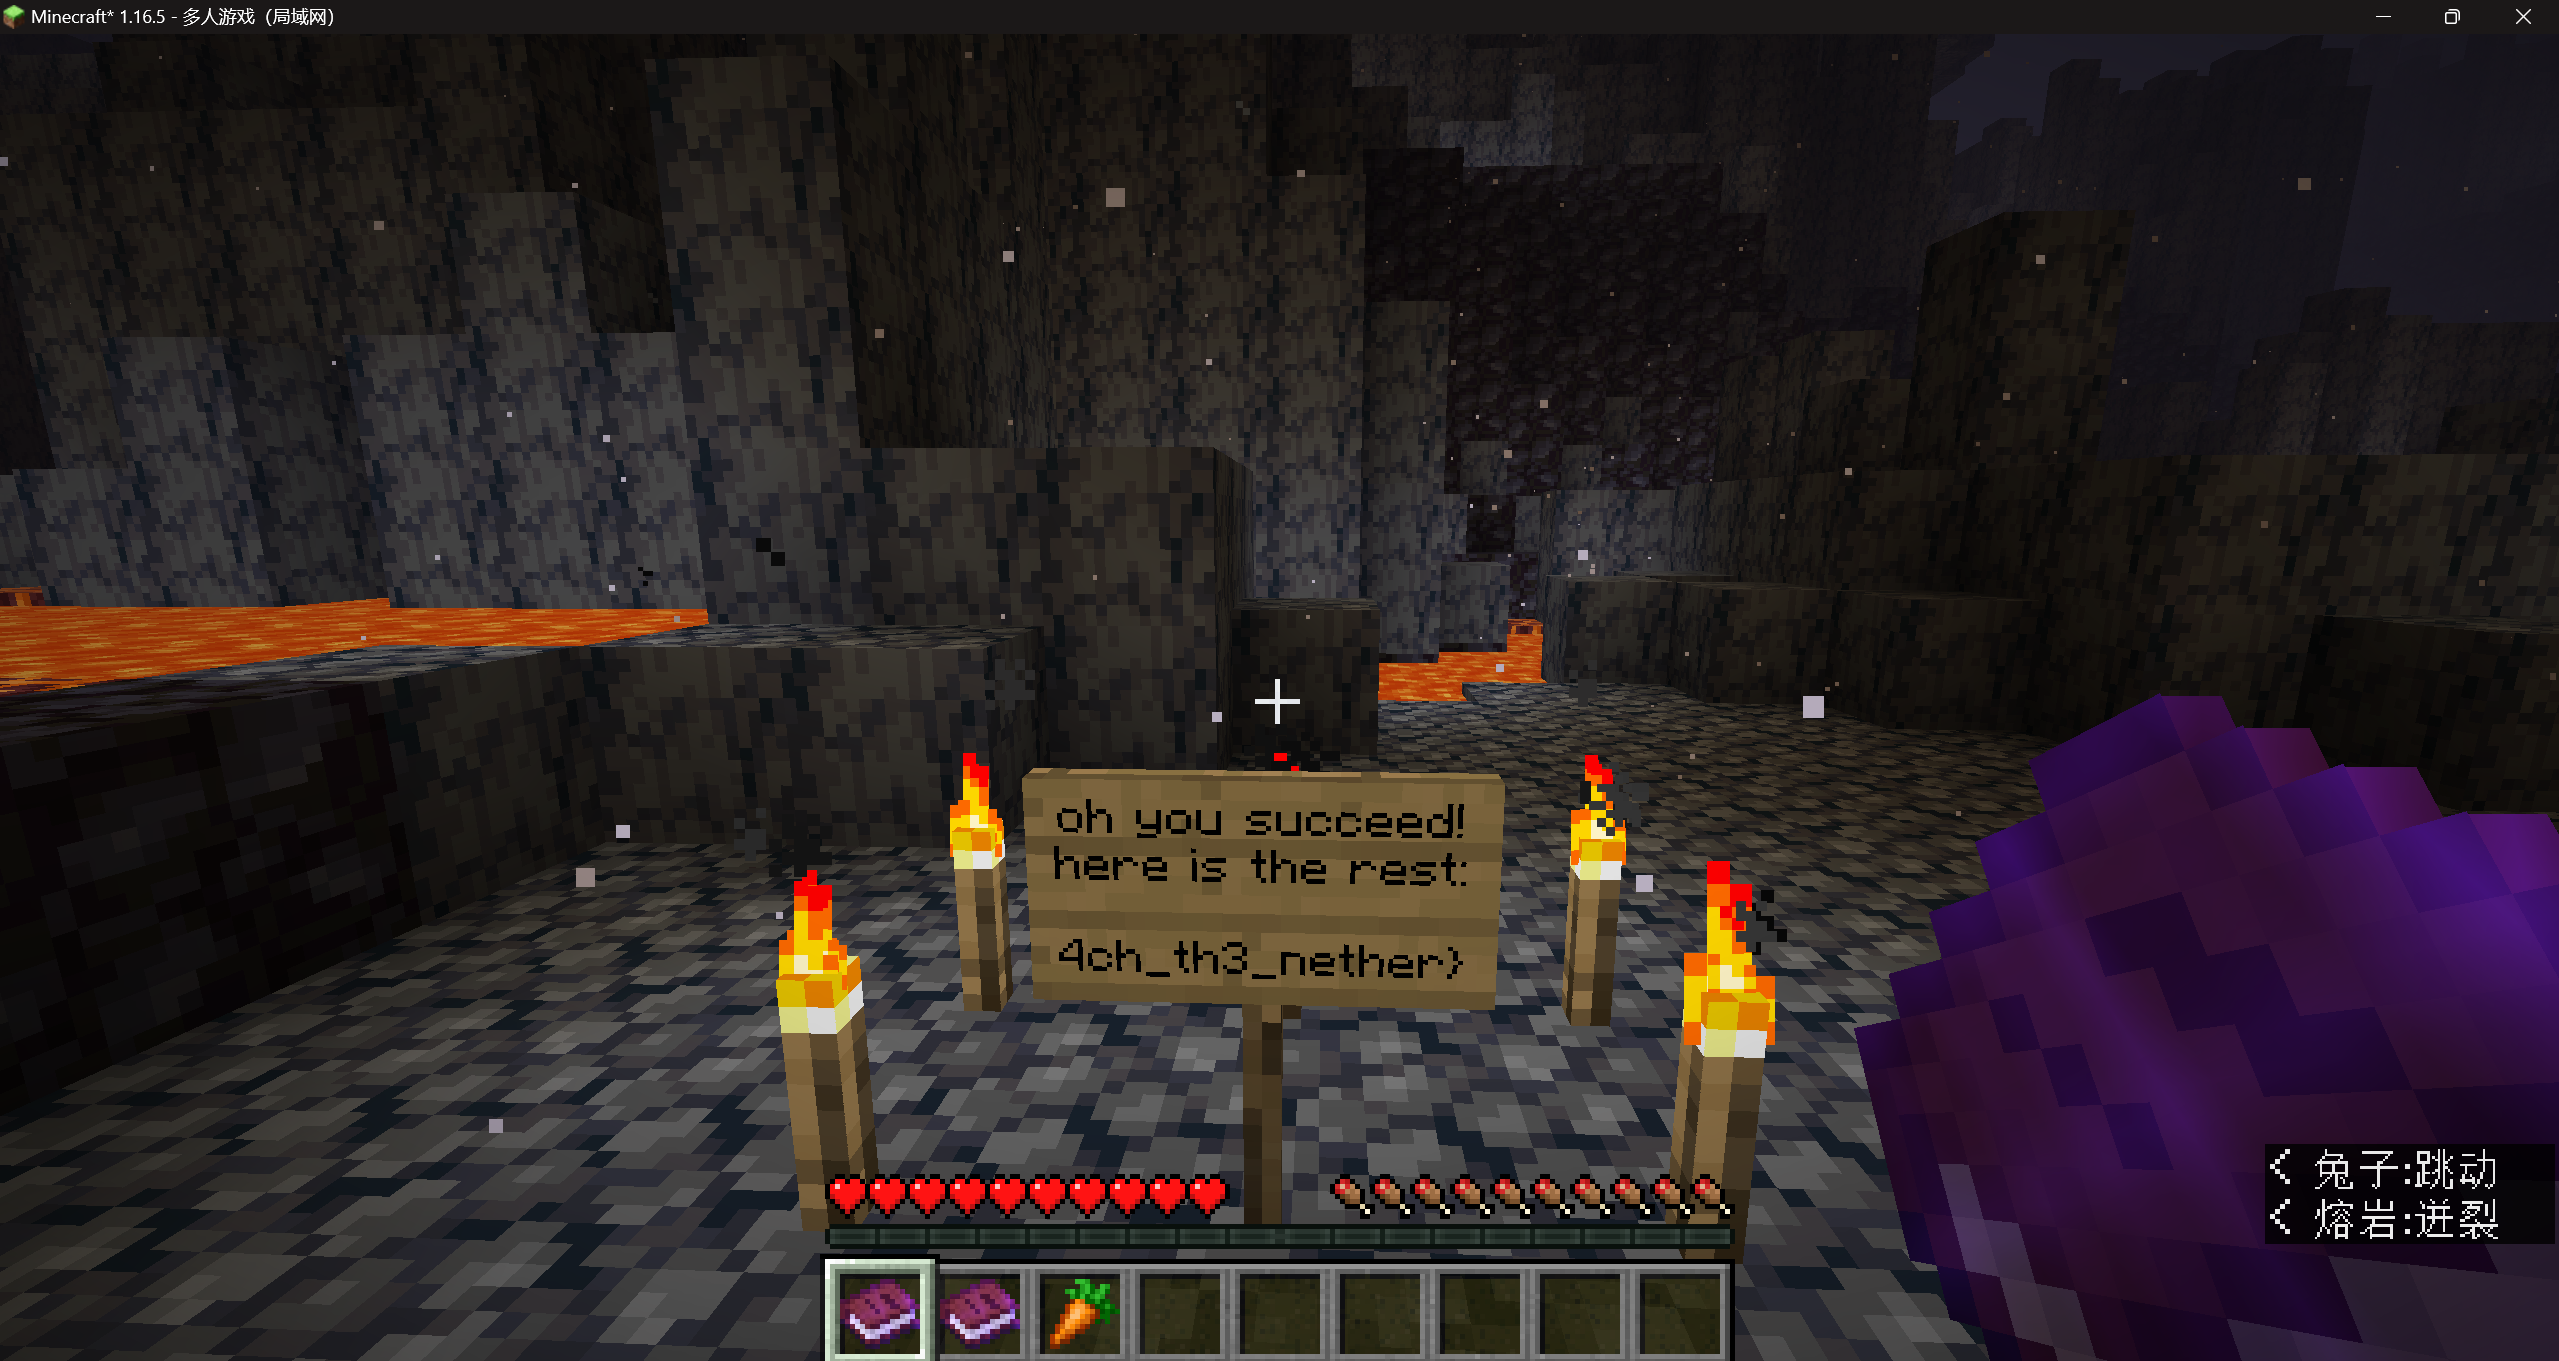 Minecraft* 1.16.5 - 多人游戏（局域网）
oh you succeed!
here is the rest:
4ch_th3_nether}
< 兔子:跳动
< 熔岩:迸裂